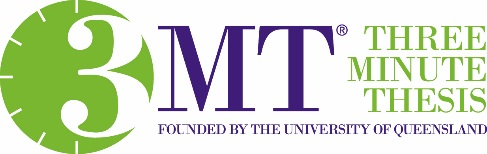 3MT® THREE
MINUTE
THESIS
FOUNDED BY THE UNIVERSITY OF QUEENSLAND